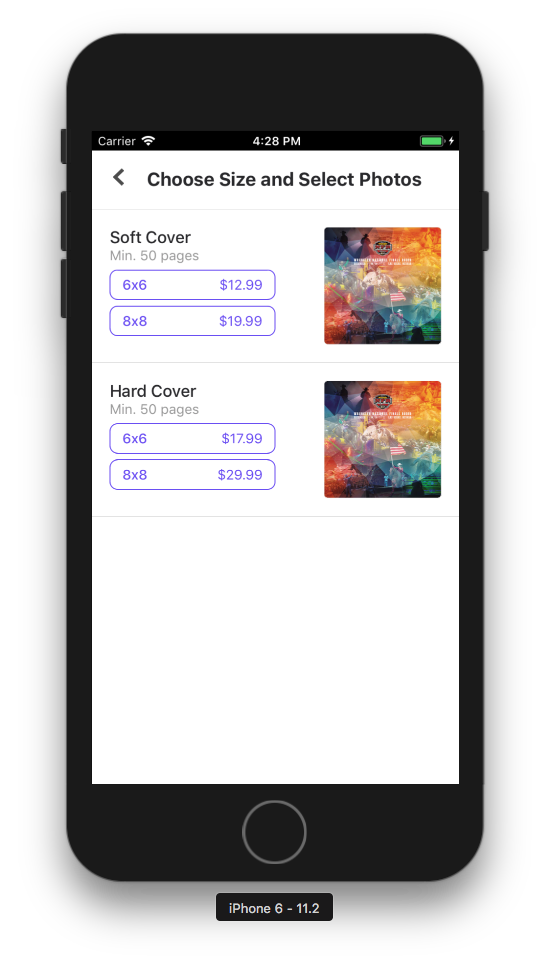 Carrier 4:28 PM
Choose Size and Select Photos
Soft Cover
Min. 50 pages
6x6 $12.99
8x8 $19.99
Hard Cover
Min. 50 pages
6x6 $17.99
8x8 $29.99
iPhone 6 - 11.2